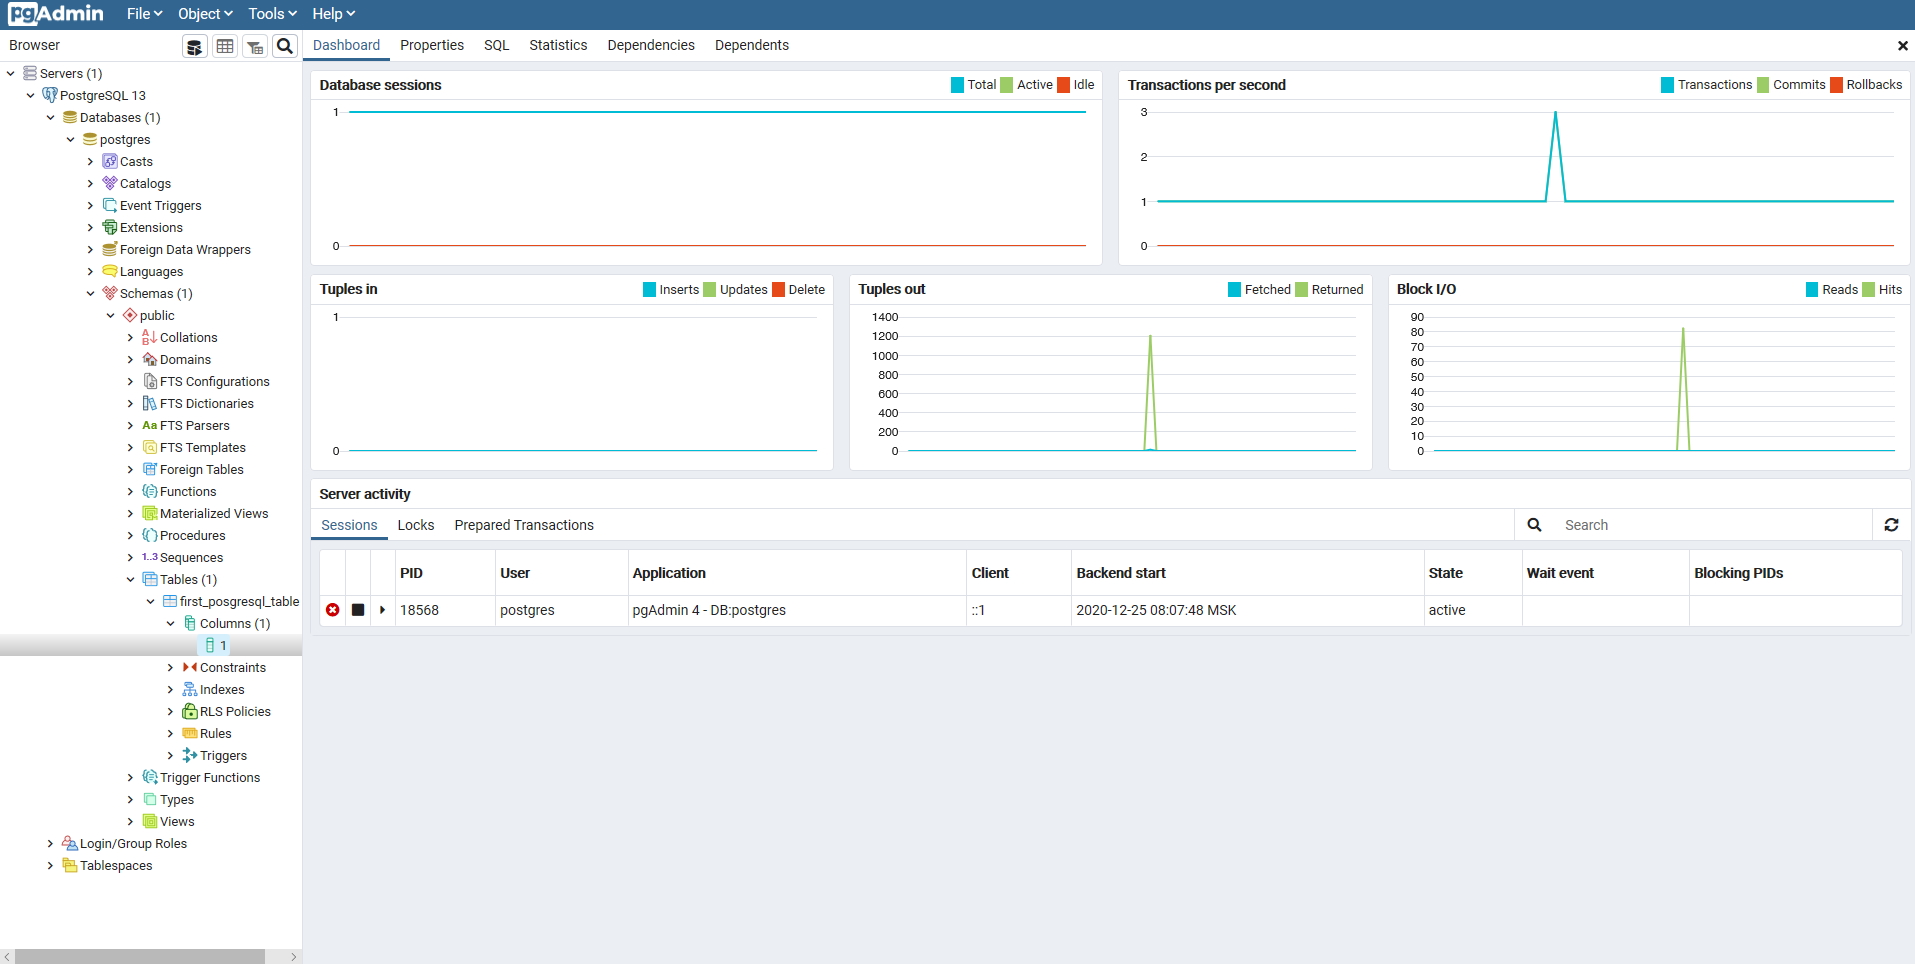 pgAdmin File Object Tools Help
Browser
Dashboard Properties SQL Statistics Dependencies Dependents
Servers (1)
PostgreSQL 13
Databases (1)
postgres
Casts
Catalogs
Event Triggers
Extensions
Foreign Data Wrappers
Languages
Schemas (1)
public
Collations
Domains
FTS Configurations
FTS Dictionaries
Aa FTS Parsers
FTS Templates
Foreign Tables
Functions
Materialized Views
Procedures
1..3 Sequences
Tables (1)
first_posgresql_table
Columns (1)
1
Constraints
Indexes
RLS Policies
Rules
Triggers
Trigger Functions
Types
Views
Login/Group Roles
Tablespaces
Database sessions Total Active Idle
1
0
Transactions per second Transactions Commits Rollbacks
3
2
1
0
Tuples in Inserts Updates Delete
1
0
Tuples out Fetched Returned
1400
1200
1000
800
600
400
200
0
Block I/O Reads Hits
90
80
70
60
50
40
30
20
10
0
Server activity
Sessions Locks Prepared Transactions Search
PID User Application Client Backend start State Wait event Blocking PIDs
18568 postgres pgAdmin 4 - DB:postgres ::1 2020-12-25 08:07:48 MSK active